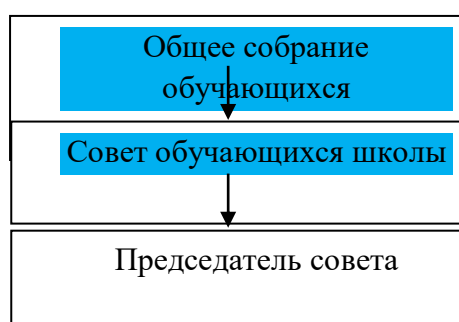 Общее собрание
обучающихся
Совет обучающихся школы
Председатель совета